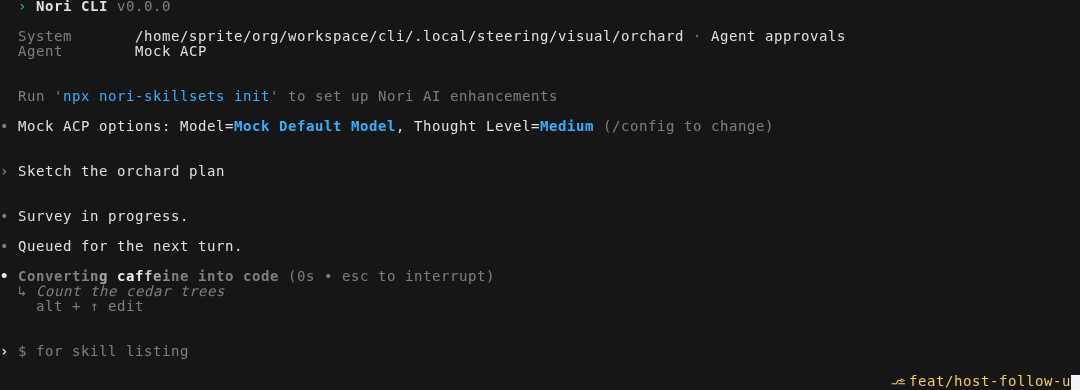 › Nori CLI v0.0.0
System /home/sprite/org/workspace/cli/.local/steering/visual/orchard · Agent approvals
Agent Mock ACP
Run 'npx nori-skillsets init' to set up Nori AI enhancements
• Mock ACP options: Model=Mock Default Model, Thought Level=Medium (/config to change)
› Sketch the orchard plan
• Survey in progress.
• Queued for the next turn.
• Converting caffeine into code (0s • esc to interrupt)
↳ Count the cedar trees
alt + ↑ edit
› $ for skill listing
feat/host-follow-u